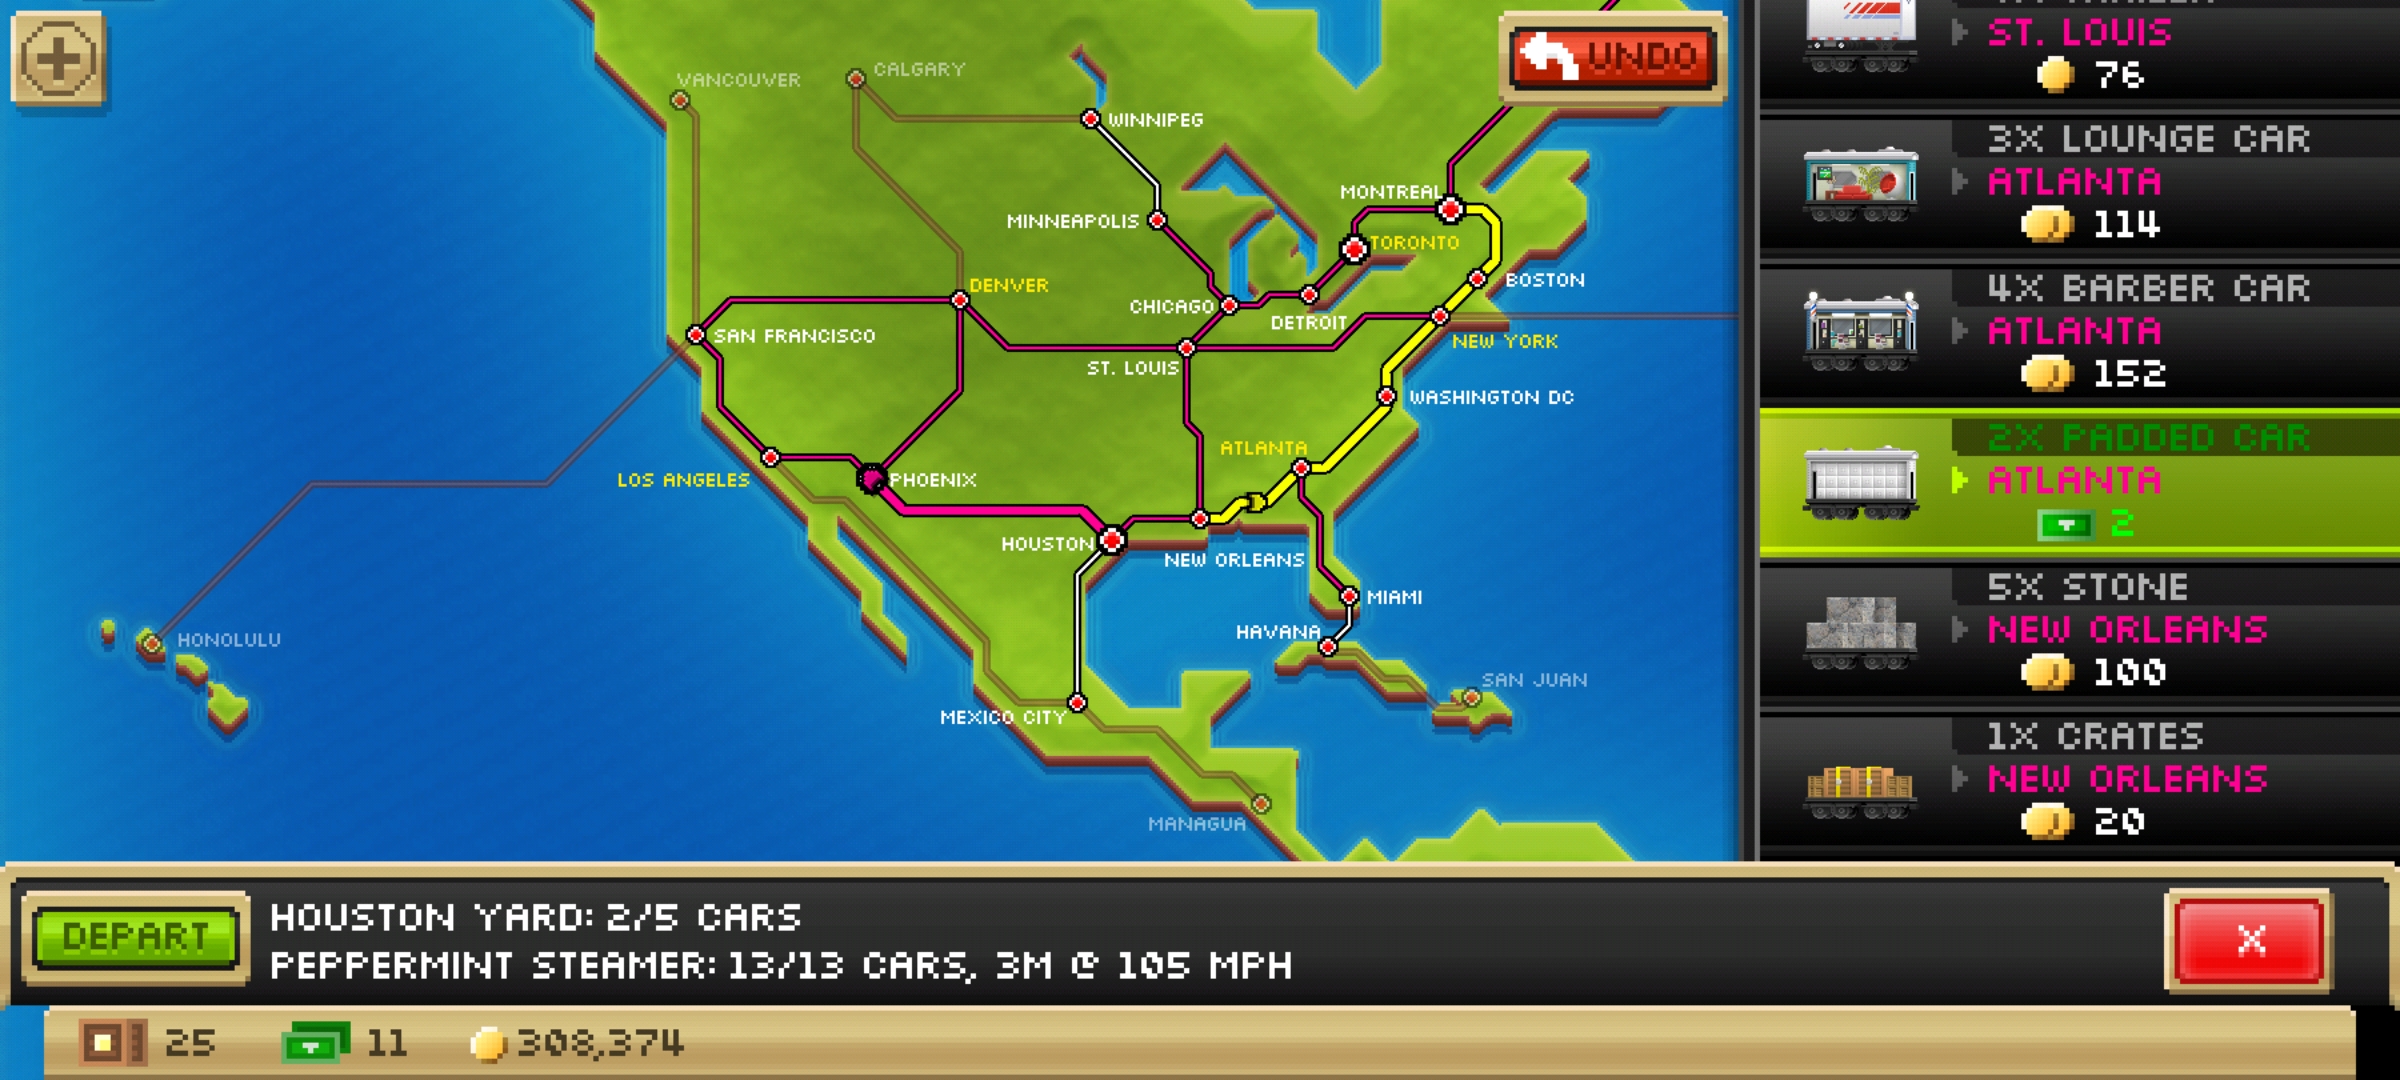 VANCOUVER
CALGARY
WINNIPEG
MINNEAPOLIS
MONTREAL
TORONTO
DENVER
BOSTON
CHICAGO
DETROIT
SAN FRANCISCO
NEW YORK
ST. LOUIS
WASHINGTON DC
ATLANTA
LOS ANGELES
PHOENIX
HOUSTON
NEW ORLEANS
MIAMI
HAVANA
HONOLULU
SAN JUAN
MEXICO CITY
MANAGUA
UNDO
ST. LOUIS
76
3X LOUNGE CAR
ATLANTA
114
4X BARBER CAR
ATLANTA
152
2X PADDED CAR
ATLANTA
2
5X STONE
NEW ORLEANS
100
1X CRATES
NEW ORLEANS
20
DEPART
HOUSTON YARD: 2/5 CARS
PEPPERMINT STEAMER: 13/13 CARS, 3M @ 105 MPH
X
25
11
308,374